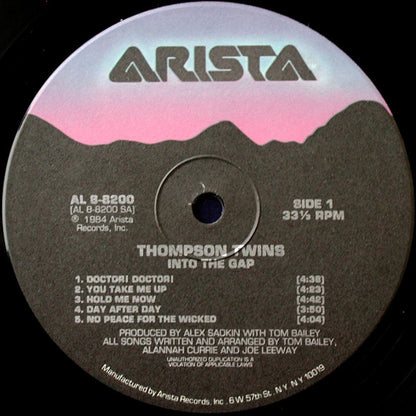 ARISTA
AL 8-8200
[AL 8-8200 SA]
℗ 1984 Arista
Records, Inc.
SIDE 1
33⅓ RPM
THOMPSON TWINS
INTO THE GAP
1. DOCTOR! DOCTOR! [4:38]
2. YOU TAKE ME UP [4:23]
3. HOLD ME NOW [4:42]
4. DAY AFTER DAY [3:50]
5. NO PEACE FOR THE WICKED [4:04]
PRODUCED BY ALEX SADKIN WITH TOM BAILEY
ALL SONGS WRITTEN AND ARRANGED BY TOM BAILEY,
ALANNAH CURRIE AND JOE LEEWAY
UNAUTHORIZED DUPLICATION IS A
VIOLATION OF APPLICABLE LAWS
Manufactured by Arista Records, Inc., 6 W 57th St., N.Y. N.Y. 10019